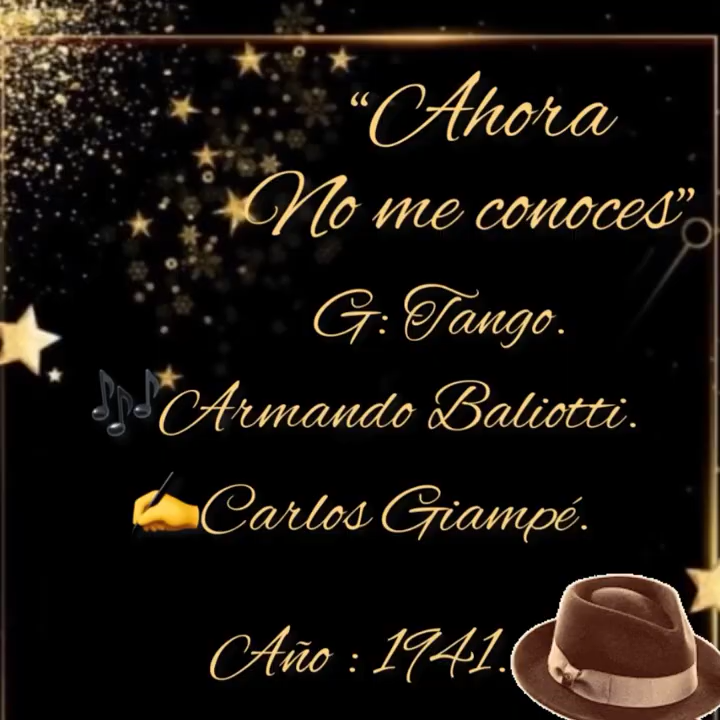 “Ahora
No me conoces”
G: Tango.
Armando Baliotti.
Carlos Giampé.
Año : 1941.